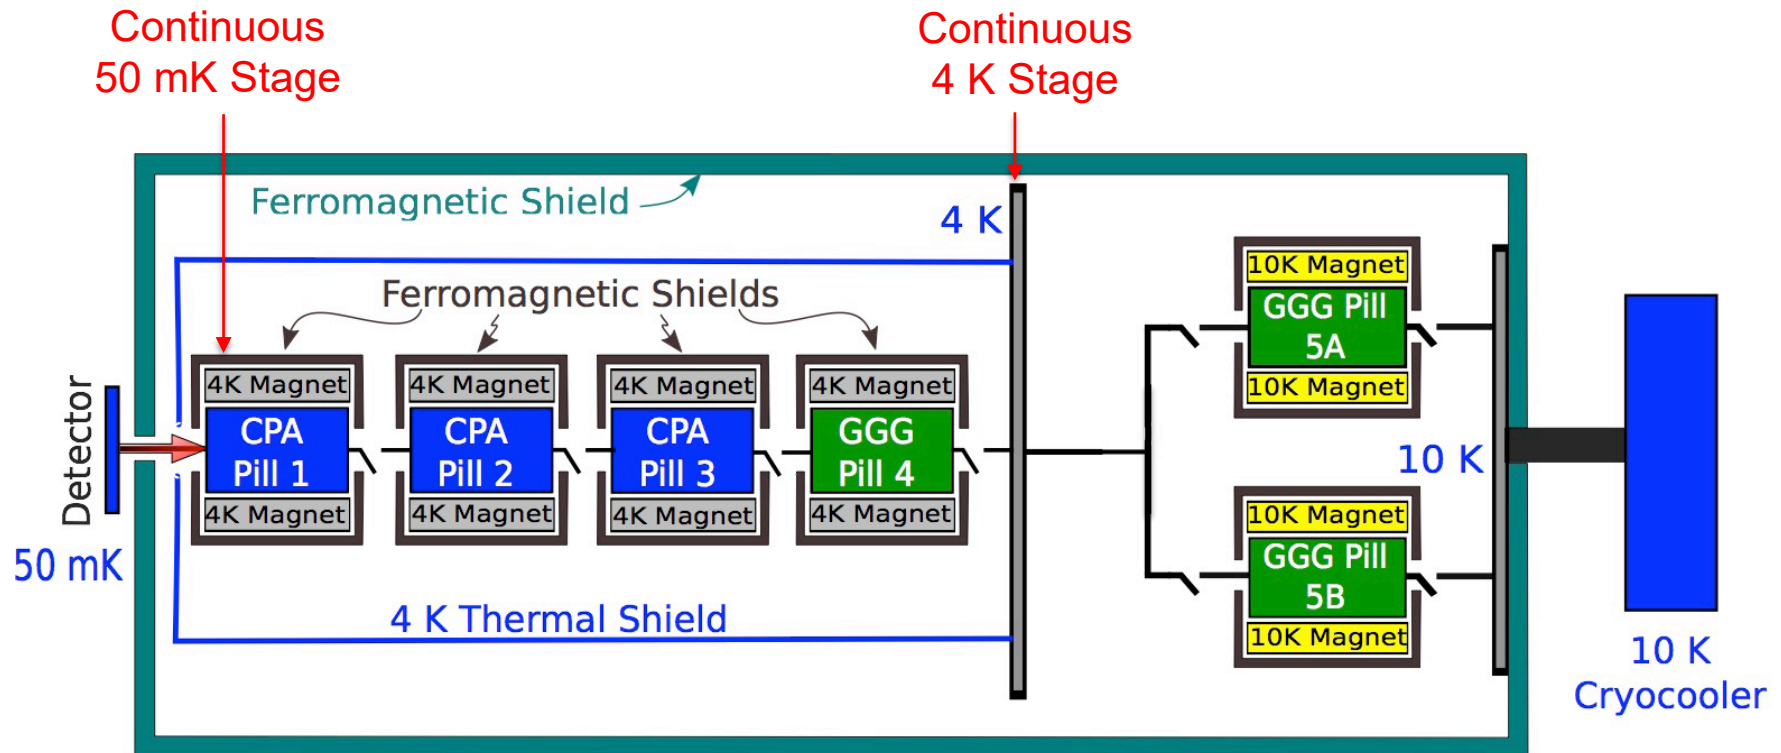 Continuous
50 mK Stage
Continuous
4 K Stage
Ferromagnetic Shield
4 K
Ferromagnetic Shields
4K Magnet
CPA
Pill 1
4K Magnet
4K Magnet
CPA
Pill 2
4K Magnet
4K Magnet
CPA
Pill 3
4K Magnet
4K Magnet
GGG
Pill 4
4K Magnet
10K Magnet
GGG Pill
5A
10K Magnet
10K Magnet
GGG Pill
5B
10K Magnet
10 K
Detector
50 mK
4 K Thermal Shield
10 K
Cryocooler